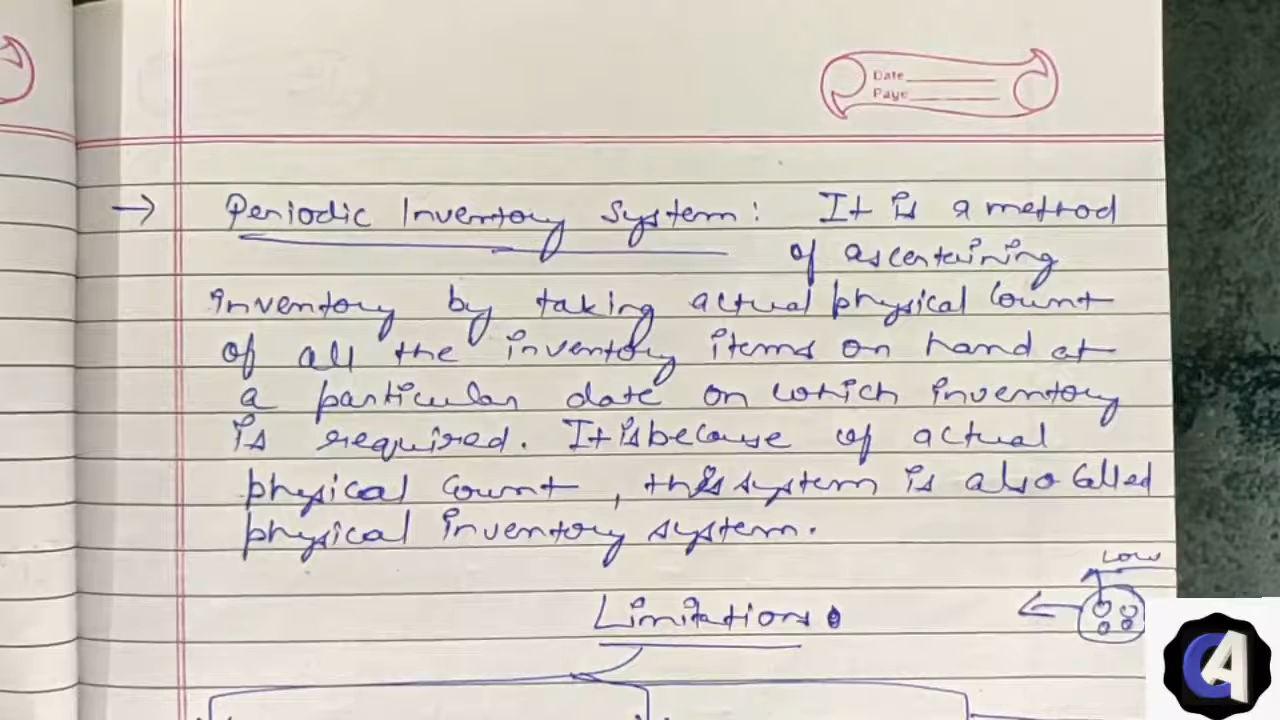 Date
Page
→ Periodic Inventory System: It is a method
of ascertaining
inventory by taking actual physical count
of all the inventory items on hand at
a particular date on which inventory
is required. It is because of actual
physical count, this system is also called
physical inventory system.
Low
Limitations
CA